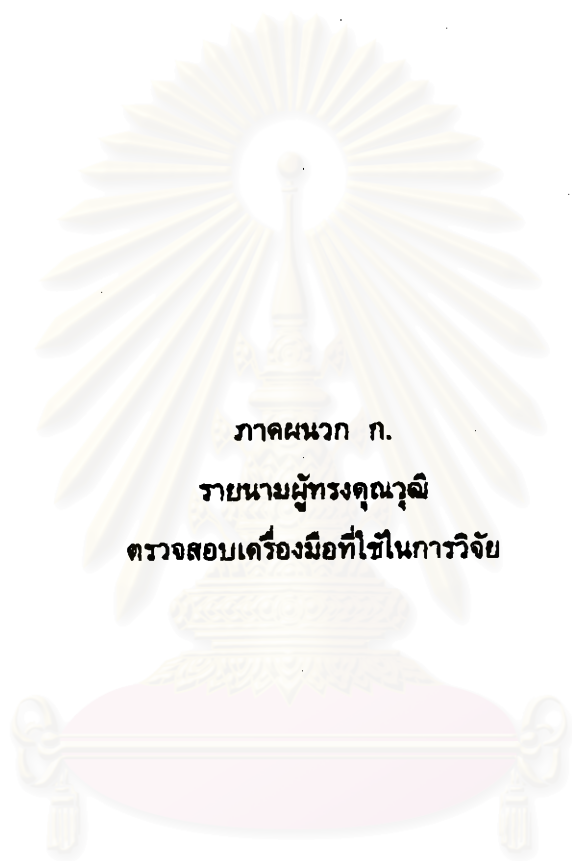 ภาคผนวก ก.
รายนามผู้ทรงคุณวุฒิ
ตรวจสอบเครื่องมือที่ใช้ในการวิจัย